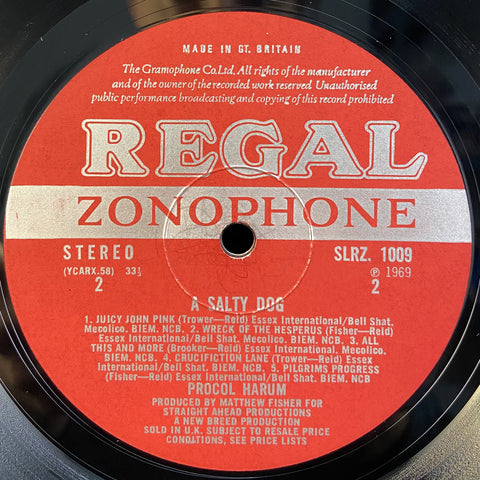 MADE IN GT. BRITAIN
The Gramophone Co.Ltd. All rights of the manufacturer
and of the owner of the recorded work reserved Unauthorised
public performance broadcasting and copying of this record prohibited
REGAL
ZONOPHONE
STEREO SLRZ. 1009
(YCARX.58) 33⅓ ℗ 1969
2 2
A SALTY DOG
1. JUICY JOHN PINK (Trower—Reid) Essex International/Bell Shat,
Mecolico. BIEM. NCB. 2. WRECK OF THE HESPERUS (Fisher—Reid)
Essex International/Bell Shat, Mecolico. BIEM. NCB. 3. ALL
THIS AND MORE (Brooker—Reid) Essex International. Mecolico.
BIEM. NCB. 4. CRUCIFICTION LANE (Trower—Reid) Essex
International/Bell Shat, Mecolico. BIEM. NCB. 5. PILGRIMS PROGRESS
(Fisher—Reid) Essex International/Bell Shat, Mecolico. BIEM. NCB
PROCOL HARUM
PRODUCED BY MATTHEW FISHER FOR
STRAIGHT AHEAD PRODUCTIONS
A NEW BREED PRODUCTION
SOLD IN U.K. SUBJECT TO RESALE PRICE
CONDITIONS, SEE PRICE LISTS